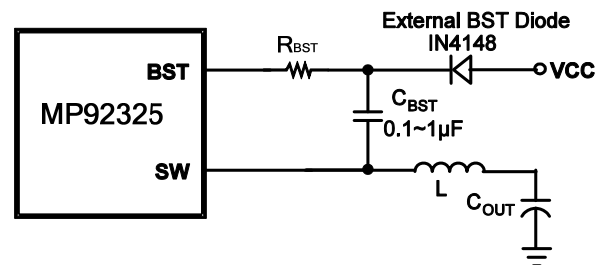 External BST Diode
IN4148
RBST
BST
VCC
CBST
0.1~1µF
MP92325
SW
L
COUT